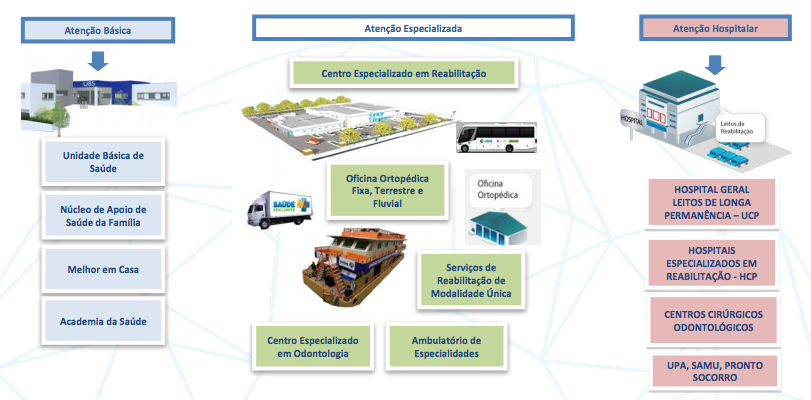 Atenção Básica
UBS
Unidade Básica de
Saúde
Núcleo de Apoio de
Saúde da Família
Melhor em Casa
Academia da Saúde
Atenção Especializada
Centro Especializado em Reabilitação
Oficina Ortopédica
Fixa, Terrestre e
Fluvial
SAÚDE
Oficina
Ortopédica
Serviços de
Reabilitação de
Modalidade Única
Centro Especializado
em Odontologia
Ambulatório de
Especialidades
Atenção Hospitalar
HOSPITAL
Leitos de
Reabilitação
HOSPITAL GERAL
LEITOS DE LONGA
PERMANÊNCIA – UCP
HOSPITAIS
ESPECIALIZADOS EM
REABILITAÇÃO - HCP
CENTROS CIRÚRGICOS
ODONTOLÓGICOS
UPA, SAMU, PRONTO
SOCORRO